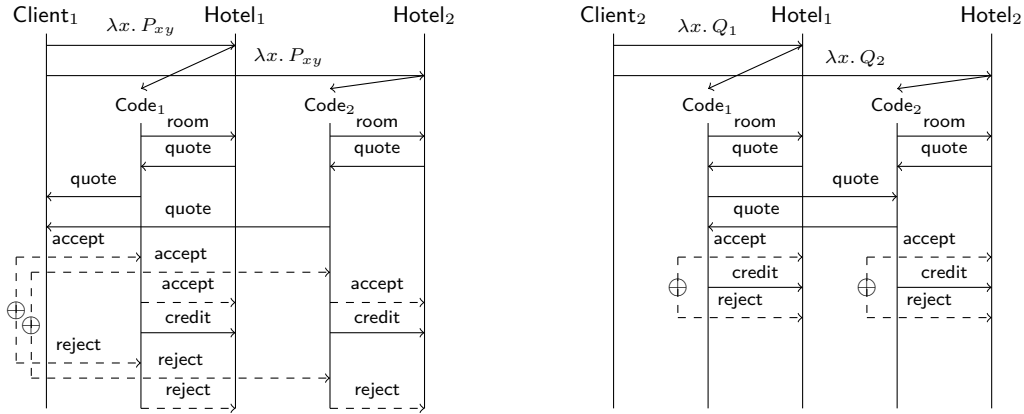 Client₁ Hotel₁ Hotel₂ Client₂ Hotel₁ Hotel₂
λx. Pxy λx. Q₁
λx. Pxy λx. Q₂
Code₁ Code₂ Code₁ Code₂
room room room room
quote quote quote quote
quote quote
quote quote
accept accept accept
accept
accept accept credit credit
credit credit reject reject
reject reject
reject reject